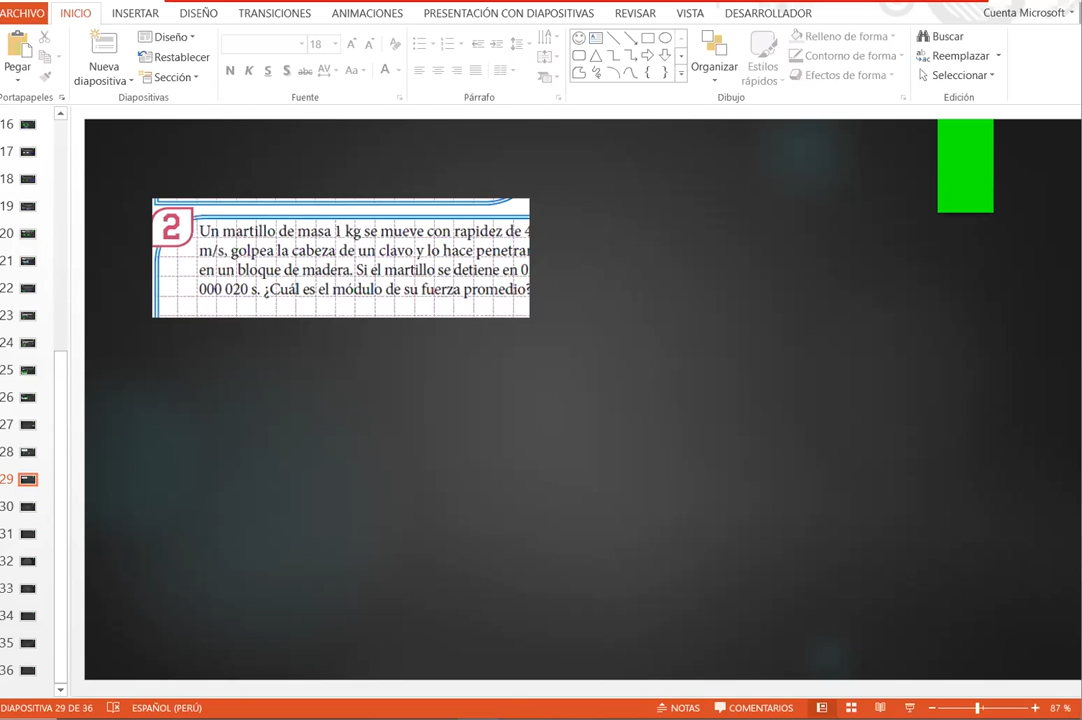 ARCHIVO INICIO INSERTAR DISEÑO TRANSICIONES ANIMACIONES PRESENTACIÓN CON DIAPOSITIVAS REVISAR VISTA DESARROLLADOR Cuenta Microsoft
Pegar
Nueva diapositiva
Diseño
Restablecer
Sección
18
N K S S abc AV Aa A
Organizar
Estilos rápidos
Relleno de forma
Contorno de forma
Efectos de forma
Buscar
Reemplazar
Seleccionar
Portapapeles Diapositivas Fuente Párrafo Dibujo Edición
16
17
18
19
20
21
22
23
24
25
26
27
28
29
30
31
32
33
34
35
36
2
Un martillo de masa 1 kg se mueve con rapidez de 4
m/s, golpea la cabeza de un clavo y lo hace penetrar
en un bloque de madera. Si el martillo se detiene en 0
000 020 s. ¿Cuál es el módulo de su fuerza promedio?
DIAPOSITIVA 29 DE 36 ESPAÑOL (PERÚ) NOTAS COMENTARIOS 87 %